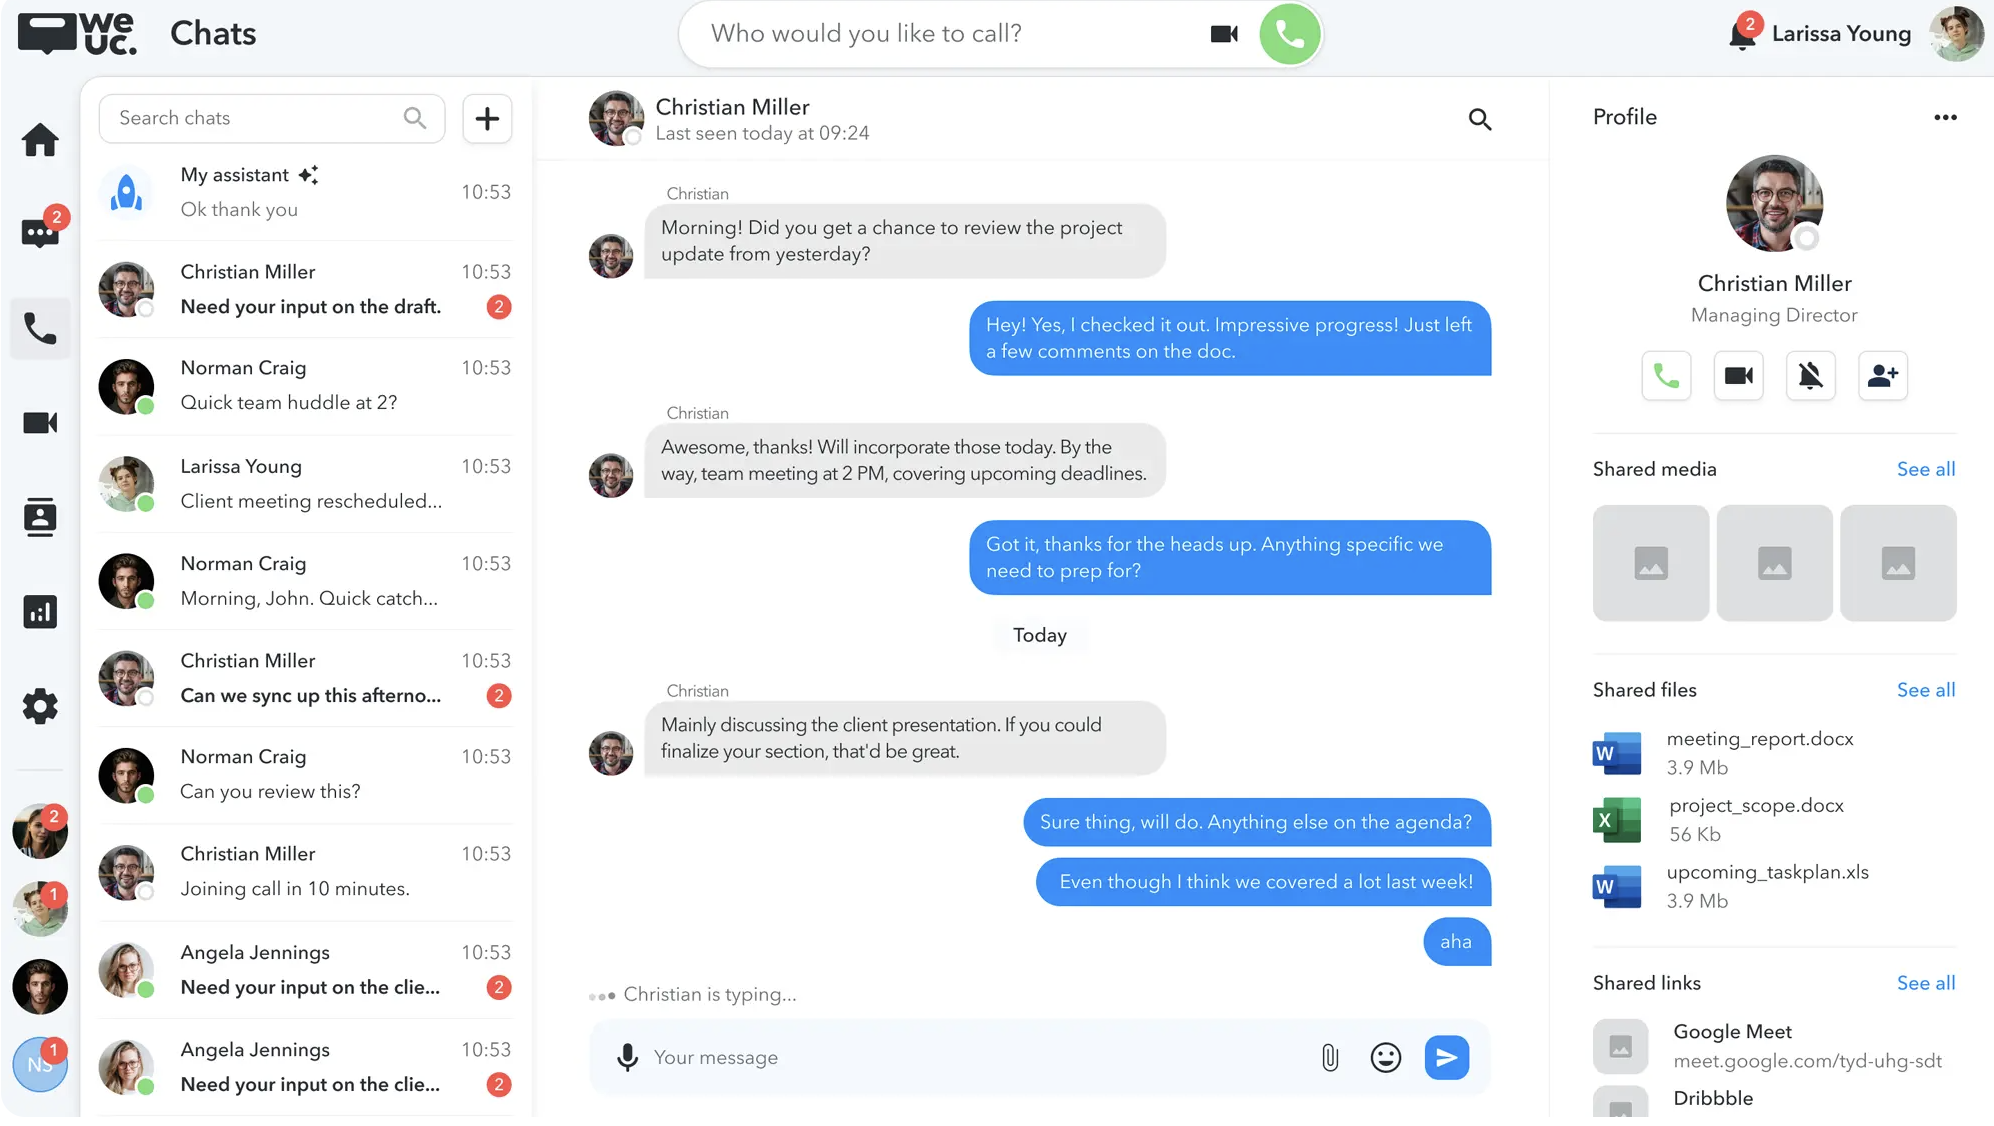 we
uc.
Chats
Who would you like to call?
2
Larissa Young
Search chats
My assistant
10:53
Ok thank you
2
Christian Miller
10:53
Need your input on the draft.
2
Norman Craig
10:53
Quick team huddle at 2?
Larissa Young
10:53
Client meeting rescheduled...
Norman Craig
10:53
Morning, John. Quick catch...
Christian Miller
10:53
Can we sync up this afterno...
2
Norman Craig
10:53
Can you review this?
Christian Miller
10:53
Joining call in 10 minutes.
Angela Jennings
10:53
Need your input on the clie...
2
Angela Jennings
10:53
Need your input on the clie...
2
2
1
1
NS
Christian Miller
Last seen today at 09:24
Christian
Morning! Did you get a chance to review the project
update from yesterday?
Hey! Yes, I checked it out. Impressive progress! Just left
a few comments on the doc.
Christian
Awesome, thanks! Will incorporate those today. By the
way, team meeting at 2 PM, covering upcoming deadlines.
Got it, thanks for the heads up. Anything specific we
need to prep for?
Today
Christian
Mainly discussing the client presentation. If you could
finalize your section, that'd be great.
Sure thing, will do. Anything else on the agenda?
Even though I think we covered a lot last week!
aha
Christian is typing...
Your message
Profile
Christian Miller
Managing Director
Shared media
See all
Shared files
See all
W
meeting_report.docx
3.9 Mb
X
project_scope.docx
56 Kb
W
upcoming_taskplan.xls
3.9 Mb
Shared links
See all
Google Meet
meet.google.com/tyd-uhg-sdt
Dribbble